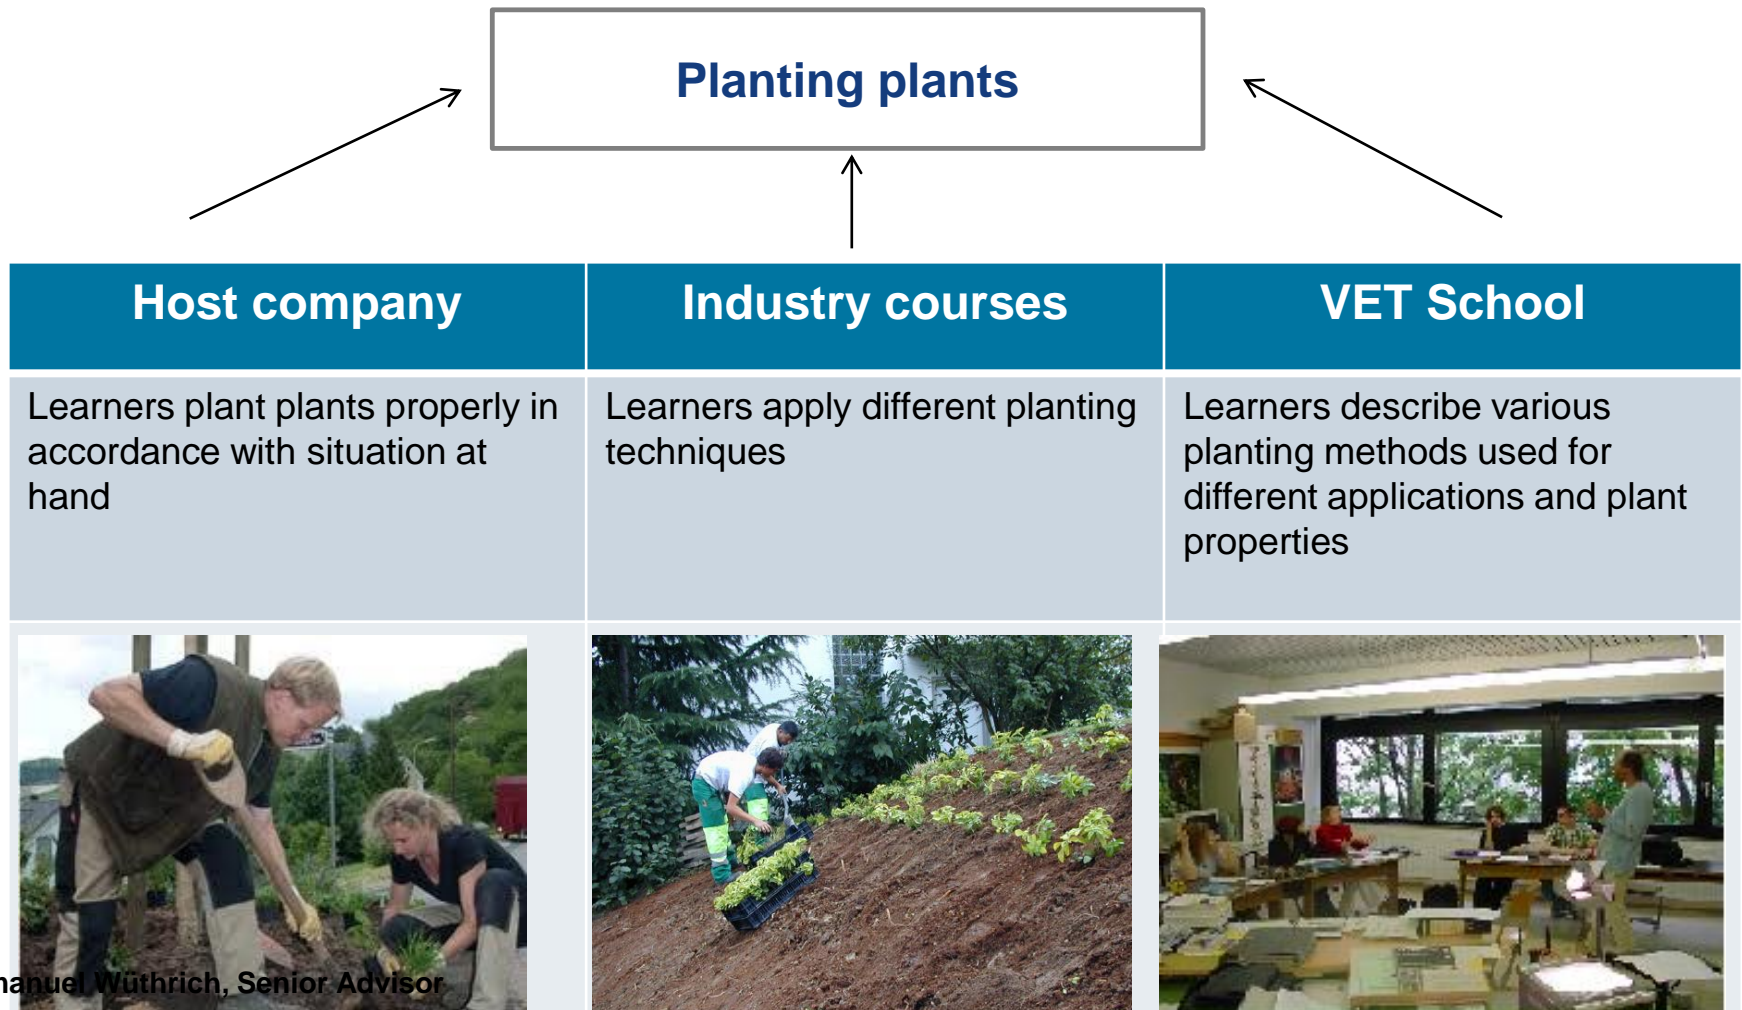 Planting plants
Host company
Industry courses
VET School
Learners plant plants properly in
accordance with situation at
hand
Learners apply different planting
techniques
Learners describe various
planting methods used for
different applications and plant
properties
Wüthrich, Senior Advisor